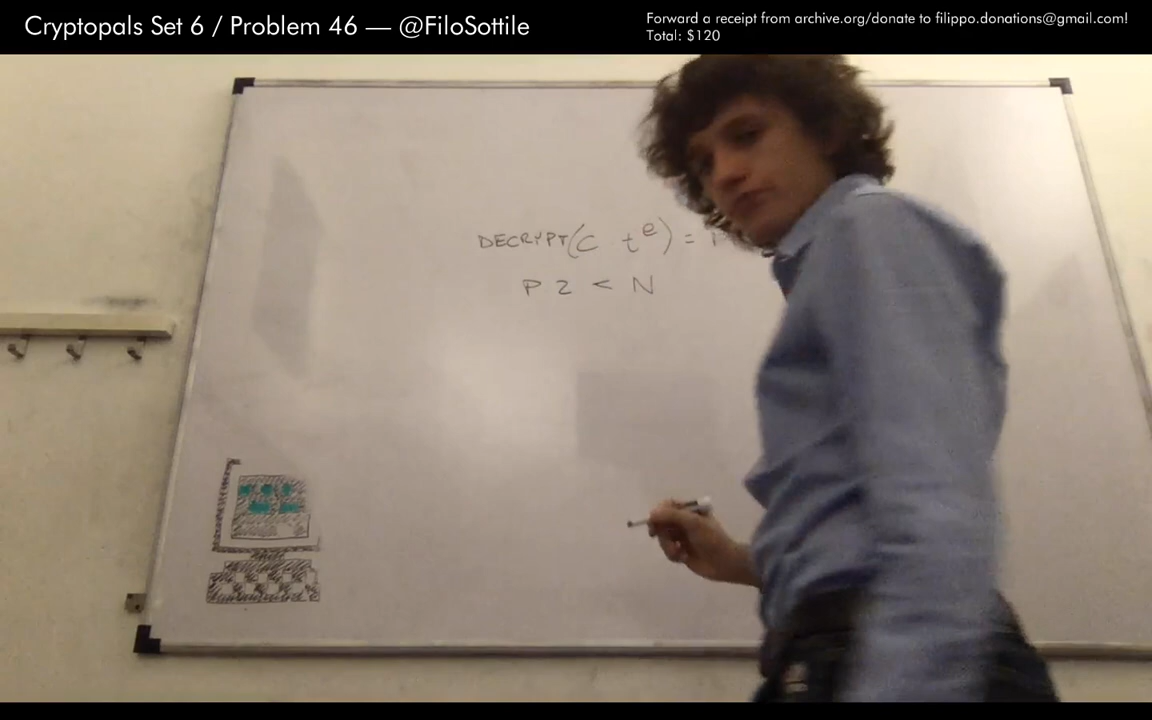 Cryptopals Set 6 / Problem 46 — @FiloSottile
Forward a receipt from archive.org/donate to filippo.donations@gmail.com!
Total: $120
DECRYPT(C t^e) = P
P 2 < N